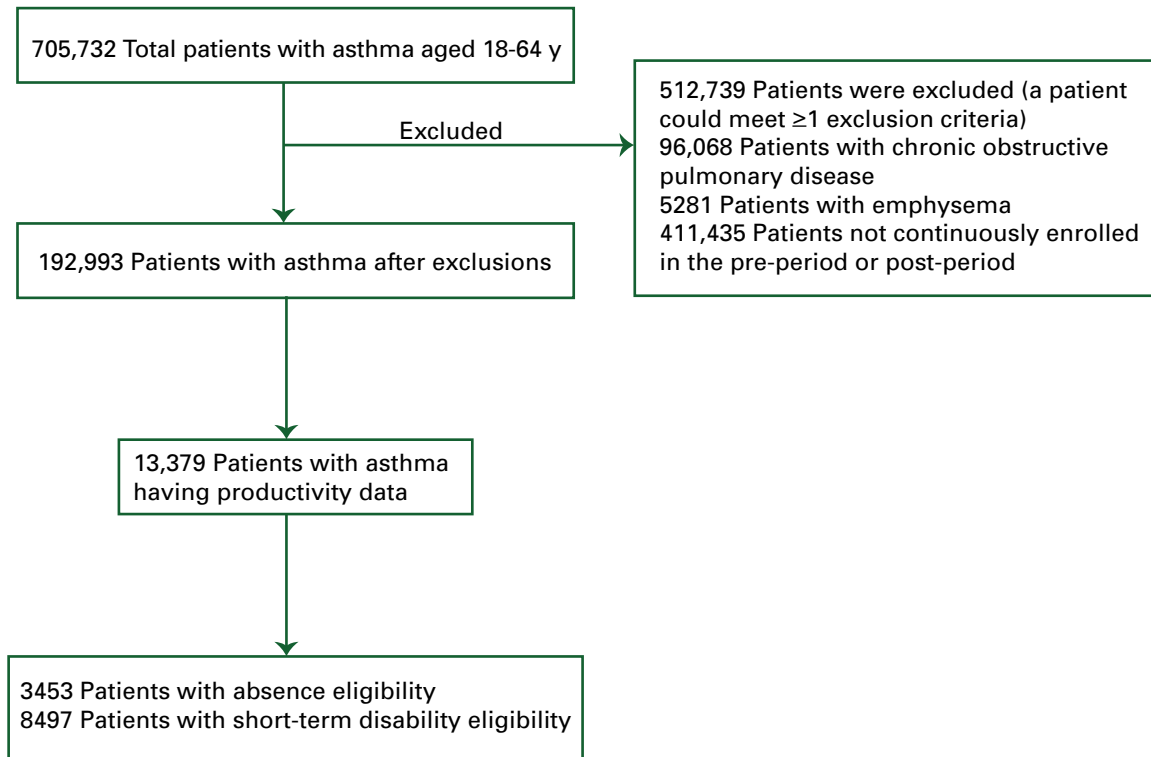 705,732 Total patients with asthma aged 18-64 y
Excluded
512,739 Patients were excluded (a patient
could meet ≥1 exclusion criteria)
96,068 Patients with chronic obstructive
pulmonary disease
5281 Patients with emphysema
411,435 Patients not continuously enrolled
in the pre-period or post-period
192,993 Patients with asthma after exclusions
13,379 Patients with asthma
having productivity data
3453 Patients with absence eligibility
8497 Patients with short-term disability eligibility